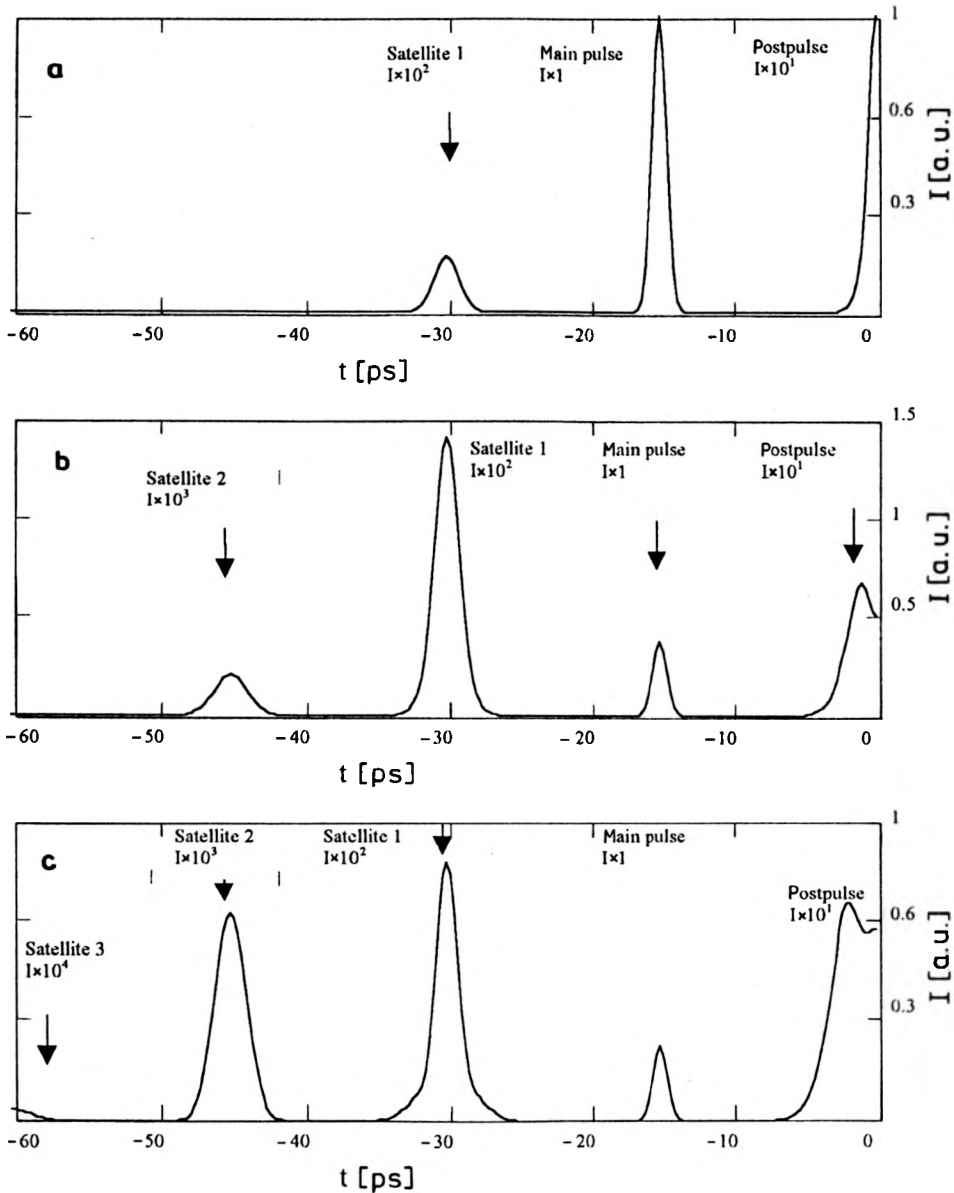 a
Satellite 1
I×10²
Main pulse
I×1
Postpulse
I×10¹
1
0.6
0.3
I [a. u.]
-60
-50
-40
-30
-20
-10
0
t [ps]
b
Satellite 2
I×10³
Satellite 1
I×10²
Main pulse
I×1
Postpulse
I×10¹
1.5
1
0.5
I [a. u.]
-60
-50
-40
-30
-20
-10
0
t [ps]
c
Satellite 3
I×10⁴
Satellite 2
I×10³
Satellite 1
I×10²
Main pulse
I×1
Postpulse
I×10¹
1
0.6
0.3
I [a. u.]
-60
-50
-40
-30
-20
-10
0
t [ps]